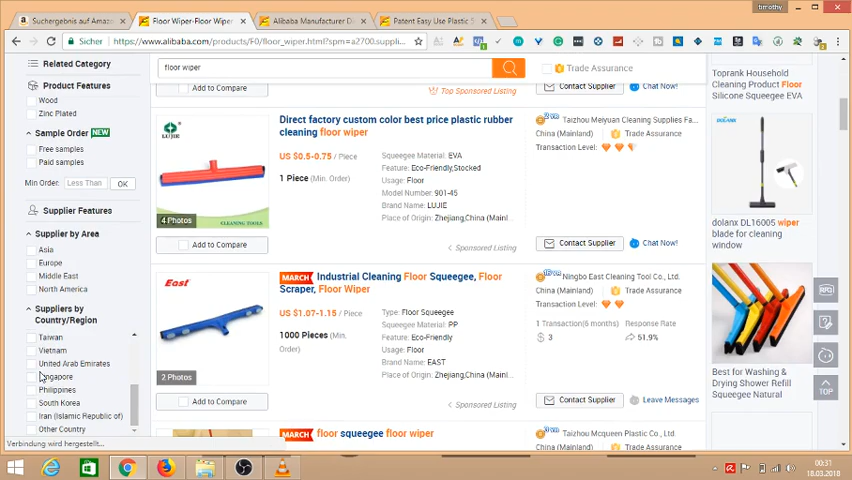 timothy
Suchergebnis auf Amazo
Floor Wiper-Floor Wiper
Alibaba Manufacturer D
Patent Easy Use Plastic S
Sicher
https://www.alibaba.com/products/F0/floor_wiper.html?spm=a2700.suppli...
Related Category
Product Features
Wood
Zinc Plated
Sample Order NEW
Free samples
Paid samples
Min Order:
Less Than
OK
Supplier Features
Supplier by Area
Asia
Europe
Middle East
North America
Suppliers by
Country/Region
Taiwan
Vietnam
United Arab Emirates
Singapore
Philippines
South Korea
Iran (Islamic Republic of)
Other Country
Verbindung wird hergestellt...
floor wiper
Trade Assurance
Add to Compare
Top Sponsored Listing
Contact Supplier
Chat Now!
LUJIE
CLEANING TOOLS
4 Photos
Direct factory custom color best price plastic rubber
cleaning floor wiper
US $0.5-0.75 / Piece
1 Piece (Min. Order)
Squeegee Material: EVA
Feature: Eco-Friendly,Stocked
Usage: Floor
Model Number: 901-45
Brand Name: LUJIE
Place of Origin: Zhejiang,China (Mainl...
2 YRS
Taizhou Meiyuan Cleaning Supplies Fa...
China (Mainland)
Trade Assurance
Transaction Level:
Add to Compare
Sponsored Listing
Contact Supplier
Chat Now!
East
2 Photos
MARCH Industrial Cleaning Floor Squeegee, Floor
Scraper, Floor Wiper
US $1.07-1.15 / Piece
1000 Pieces (Min.
Order)
Type: Floor Squeegee
Squeegee Material: PP
Feature: Eco-Friendly
Usage: Floor
Brand Name: EAST
Place of Origin: Zhejiang,China (Mainl...
16 YRS
Ningbo East Cleaning Tool Co., Ltd.
China (Mainland)
Trade Assurance
Transaction Level:
1 Transaction(6 months)
Response Rate
$ 3
51.9%
Add to Compare
Sponsored Listing
Contact Supplier
Leave Messages
MARCH floor squeegee floor wiper
Taizhou Mcqueen Plastic Co., Ltd.
China (Mainland)
Trade Assurance
Toprank Household
Cleaning Product Floor
Silicone Squeegee EVA
DOLANX
dolanx DL16005 wiper
blade for cleaning
window
Best for Washing &
Drying Shower Refill
Squeegee Natural
RFQ
TOP
00:31
18.03.2018